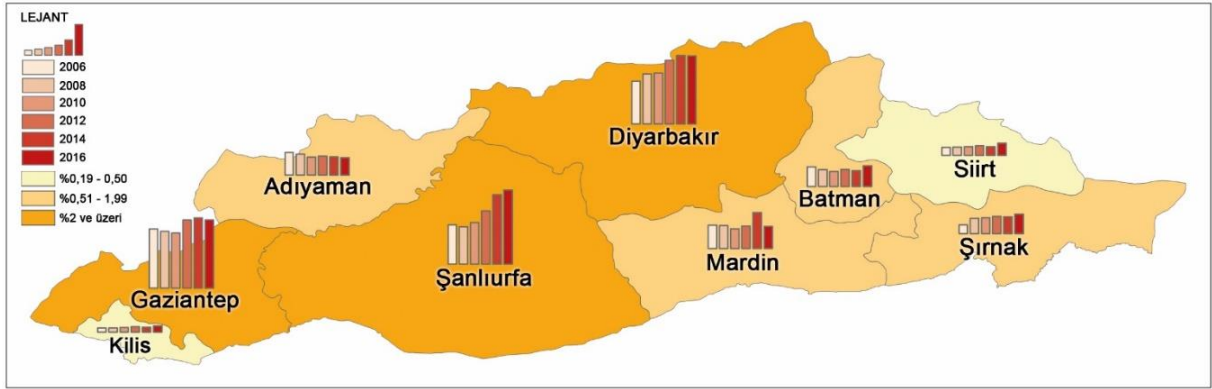 LEJANT
2006
2008
2010
2012
2014
2016
%0,19 - 0,50
%0,51 - 1,99
%2 ve üzeri
Diyarbakır
Adıyaman
Siirt
Batman
Şırnak
Mardin
Şanlıurfa
Gaziantep
Kilis